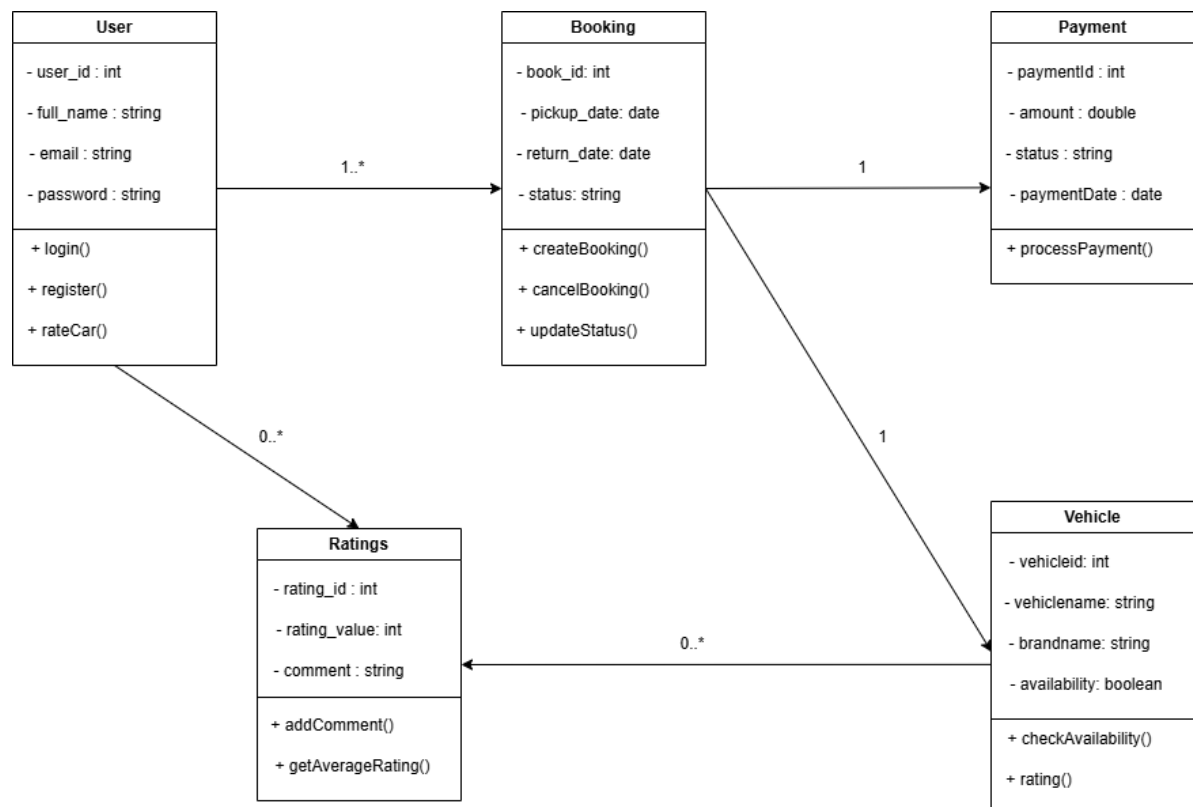 User
- user_id : int
- full_name : string
- email : string
- password : string
+ login()
+ register()
+ rateCar()
1..*
Booking
- book_id: int
- pickup_date: date
- return_date: date
- status: string
+ createBooking()
+ cancelBooking()
+ updateStatus()
1
Payment
- paymentId : int
- amount : double
- status : string
- paymentDate : date
+ processPayment()
0..*
1
Ratings
- rating_id : int
- rating_value: int
- comment : string
+ addComment()
+ getAverageRating()
0..*
Vehicle
- vehicleid: int
- vehiclename: string
- brandname: string
- availability: boolean
+ checkAvailability()
+ rating()